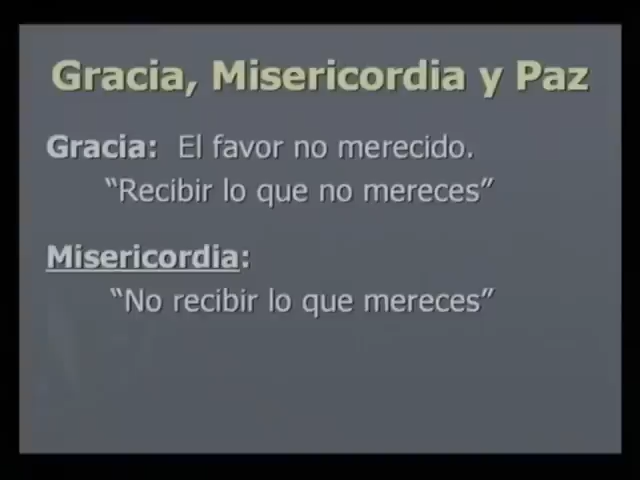 Gracia, Misericordia y Paz
Gracia: El favor no merecido.
“Recibir lo que no mereces”
Misericordia:
“No recibir lo que mereces”